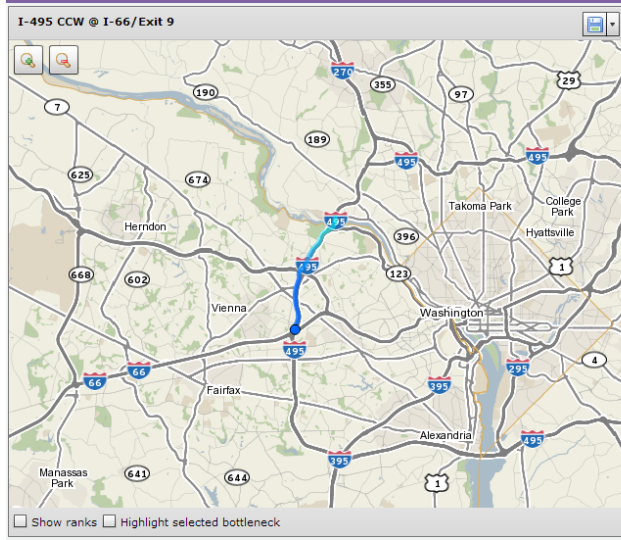 I-495 CCW @ I-66/Exit 9
270
355
29
190
97
7
189
495
495
625
674
Takoma Park
College
Park
495
Herndon
396
Hyattsville
495
123
1
668
602
Vienna
Washington
495
4
66
66
295
395
Fairfax
Alexandria
495
395
Manassas
Park
641
644
1
Show ranks
Highlight selected bottleneck